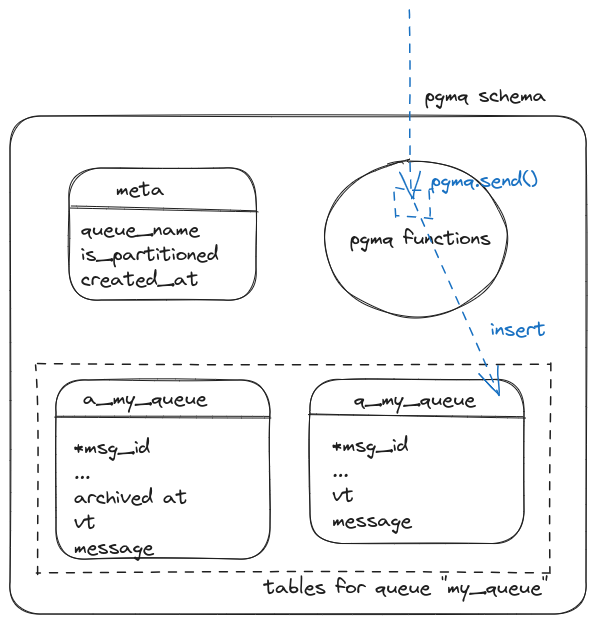 pgmq schema
meta
queue_name
is_partitioned
created_at
pgmq.send()
pgmq functions
insert
a_my_queue
*msg_id
...
archived at
vt
message
q_my_queue
*msg_id
...
vt
message
tables for queue "my_queue"